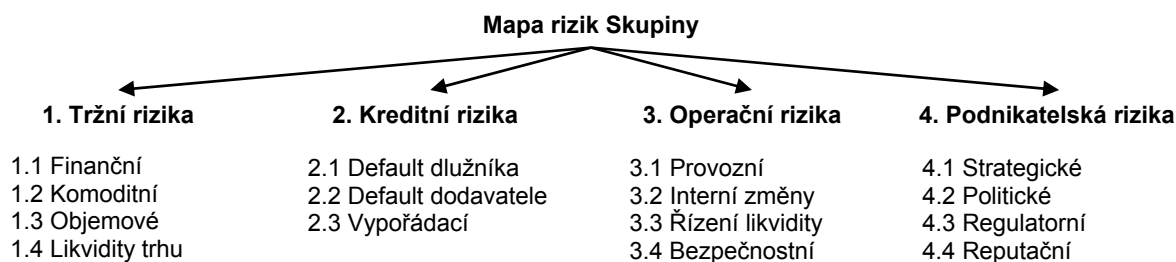 Mapa rizik Skupiny
1. Tržní rizika
1.1 Finanční
1.2 Komoditní
1.3 Objemové
1.4 Likvidity trhu
2. Kreditní rizika
2.1 Default dlužníka
2.2 Default dodavatele
2.3 Vypořádací
3. Operační rizika
3.1 Provozní
3.2 Interní změny
3.3 Řízení likvidity
3.4 Bezpečnostní
4. Podnikatelská rizika
4.1 Strategické
4.2 Politické
4.3 Regulatorní
4.4 Reputační